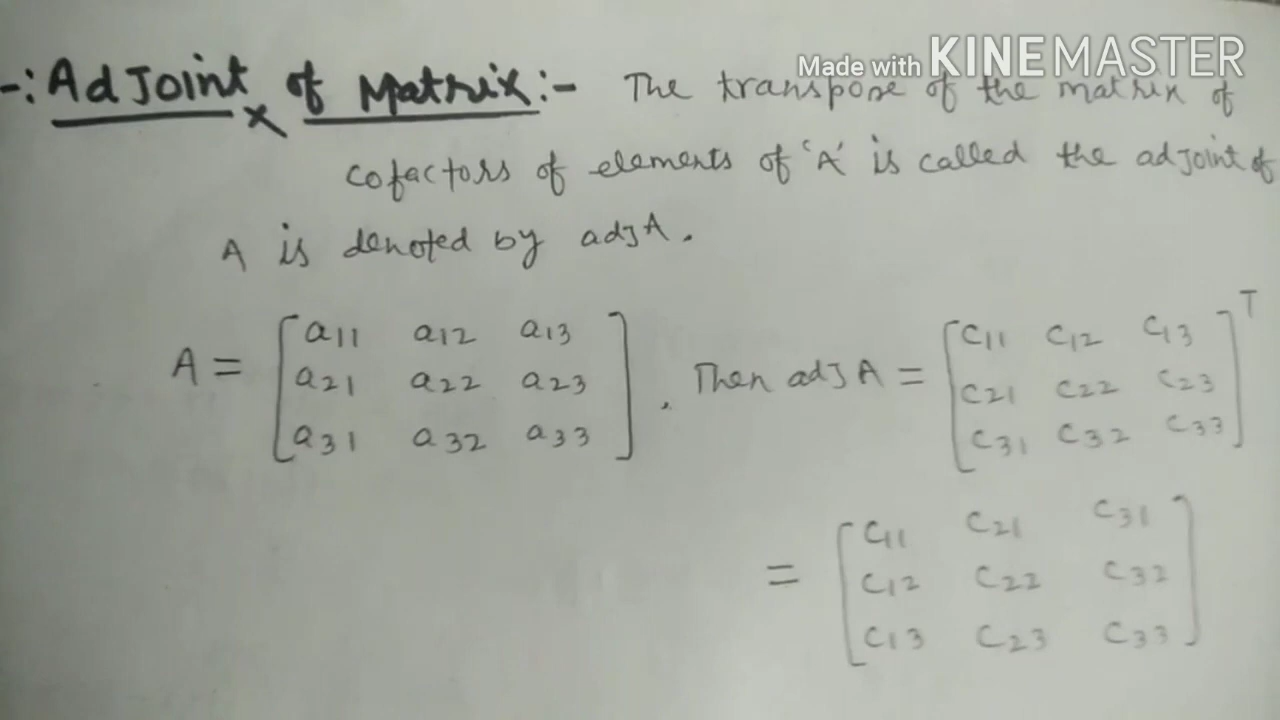 Made with KINEMASTER
-: AdJoint of Matrix :- The transpose of the matrix of
cofactors of elements of 'A' is called the adjoint of
A is denoted by adJA.
A = [a11 a12 a13
a21 a22 a23
a31 a32 a33] . Then adJA = [c11 c12 c13
c21 c22 c23
c31 c32 c33]T
= [c11 c21 c31
c12 c22 c32
c13 c23 c33]